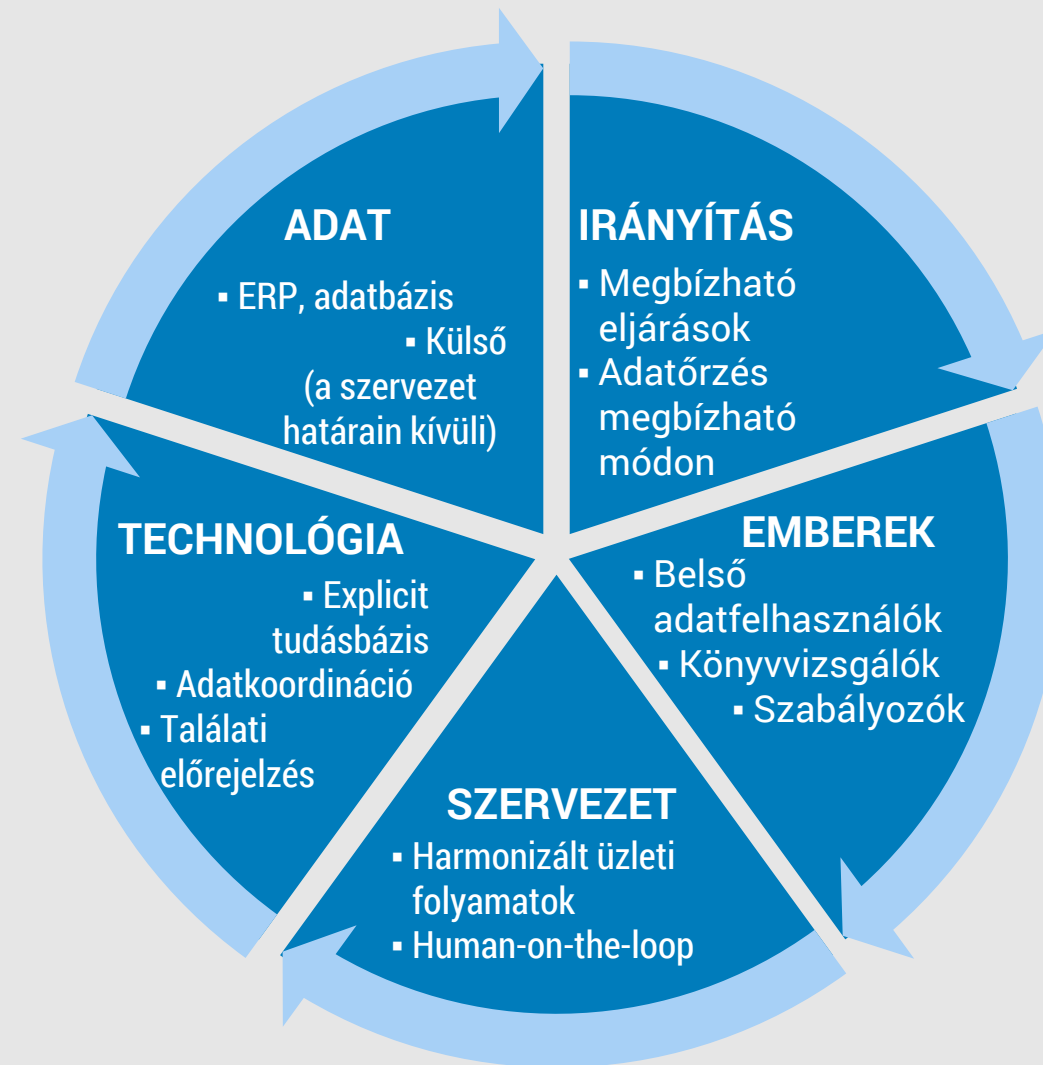 ADAT
▪ ERP, adatbázis
▪ Külső
(a szervezet
határain kívüli)
IRÁNYÍTÁS
▪ Megbízható
eljárások
▪ Adatőrzés
megbízható
módon
EMBEREK
▪ Belső
adatfelhasználók
▪ Könyvvizsgálók
▪ Szabályozók
SZERVEZET
▪ Harmonizált üzleti
folyamatok
▪ Human-on-the-loop
TECHNOLÓGIA
▪ Explicit
tudásbázis
▪ Adatkoordináció
▪ Találati
előrejelzés